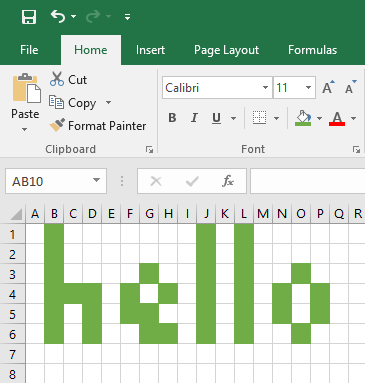 File Home Insert Page Layout Formulas
Cut
Copy
Paste
Format Painter
Clipboard
Calibri 11 A A
B I U A
Font
AB10 fx
A B C D E F G H I J K L M N O P Q R
1
2
3
4
5
6
7
8
hello